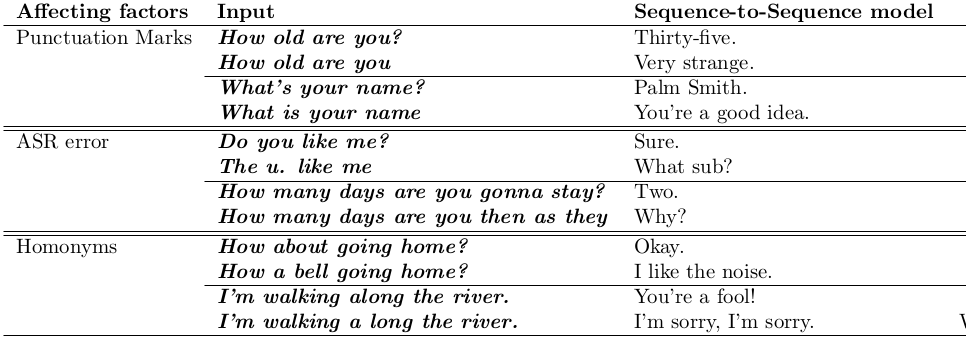 Affecting factors Input Sequence-to-Sequence model
Punctuation Marks How old are you? Thirty-five.
How old are you Very strange.
What's your name? Palm Smith.
What is your name You're a good idea.
ASR error Do you like me? Sure.
The u. like me What sub?
How many days are you gonna stay? Two.
How many days are you then as they Why?
Homonyms How about going home? Okay.
How a bell going home? I like the noise.
I'm walking along the river. You're a fool!
I'm walking a long the river. I'm sorry, I'm sorry.